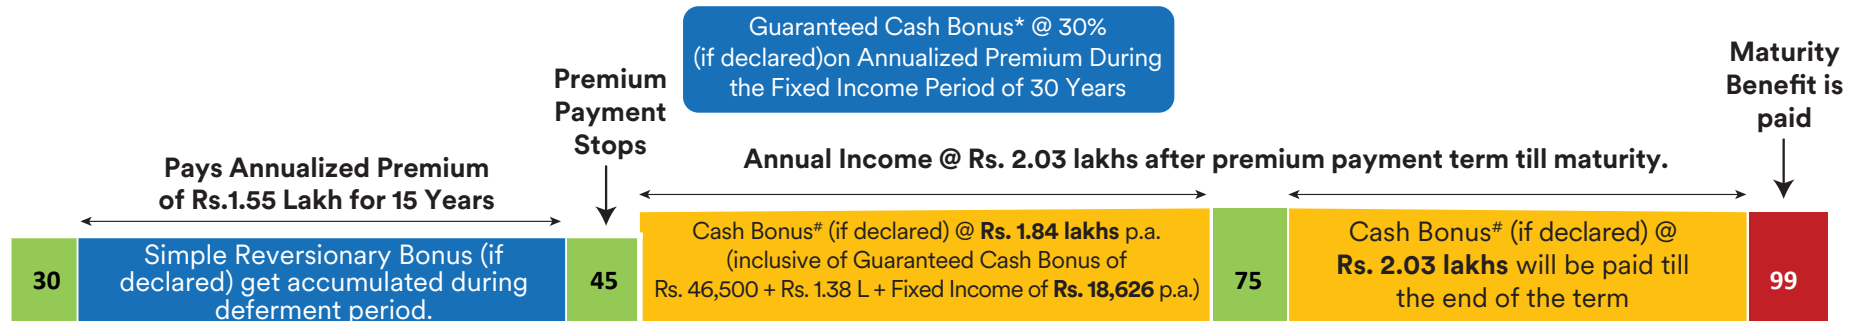 Guaranteed Cash Bonus* @ 30%
(if declared)on Annualized Premium During
the Fixed Income Period of 30 Years
Premium
Payment
Stops
Maturity
Benefit is
paid
Pays Annualized Premium
of Rs.1.55 Lakh for 15 Years
Annual Income @ Rs. 2.03 lakhs after premium payment term till maturity.
30
Simple Reversionary Bonus (if
declared) get accumulated during
deferment period.
45
Cash Bonus# (if declared) @ Rs. 1.84 lakhs p.a.
(inclusive of Guaranteed Cash Bonus of
Rs. 46,500 + Rs. 1.38 L + Fixed Income of Rs. 18,626 p.a.)
75
Cash Bonus# (if declared) @
Rs. 2.03 lakhs will be paid till
the end of the term
99